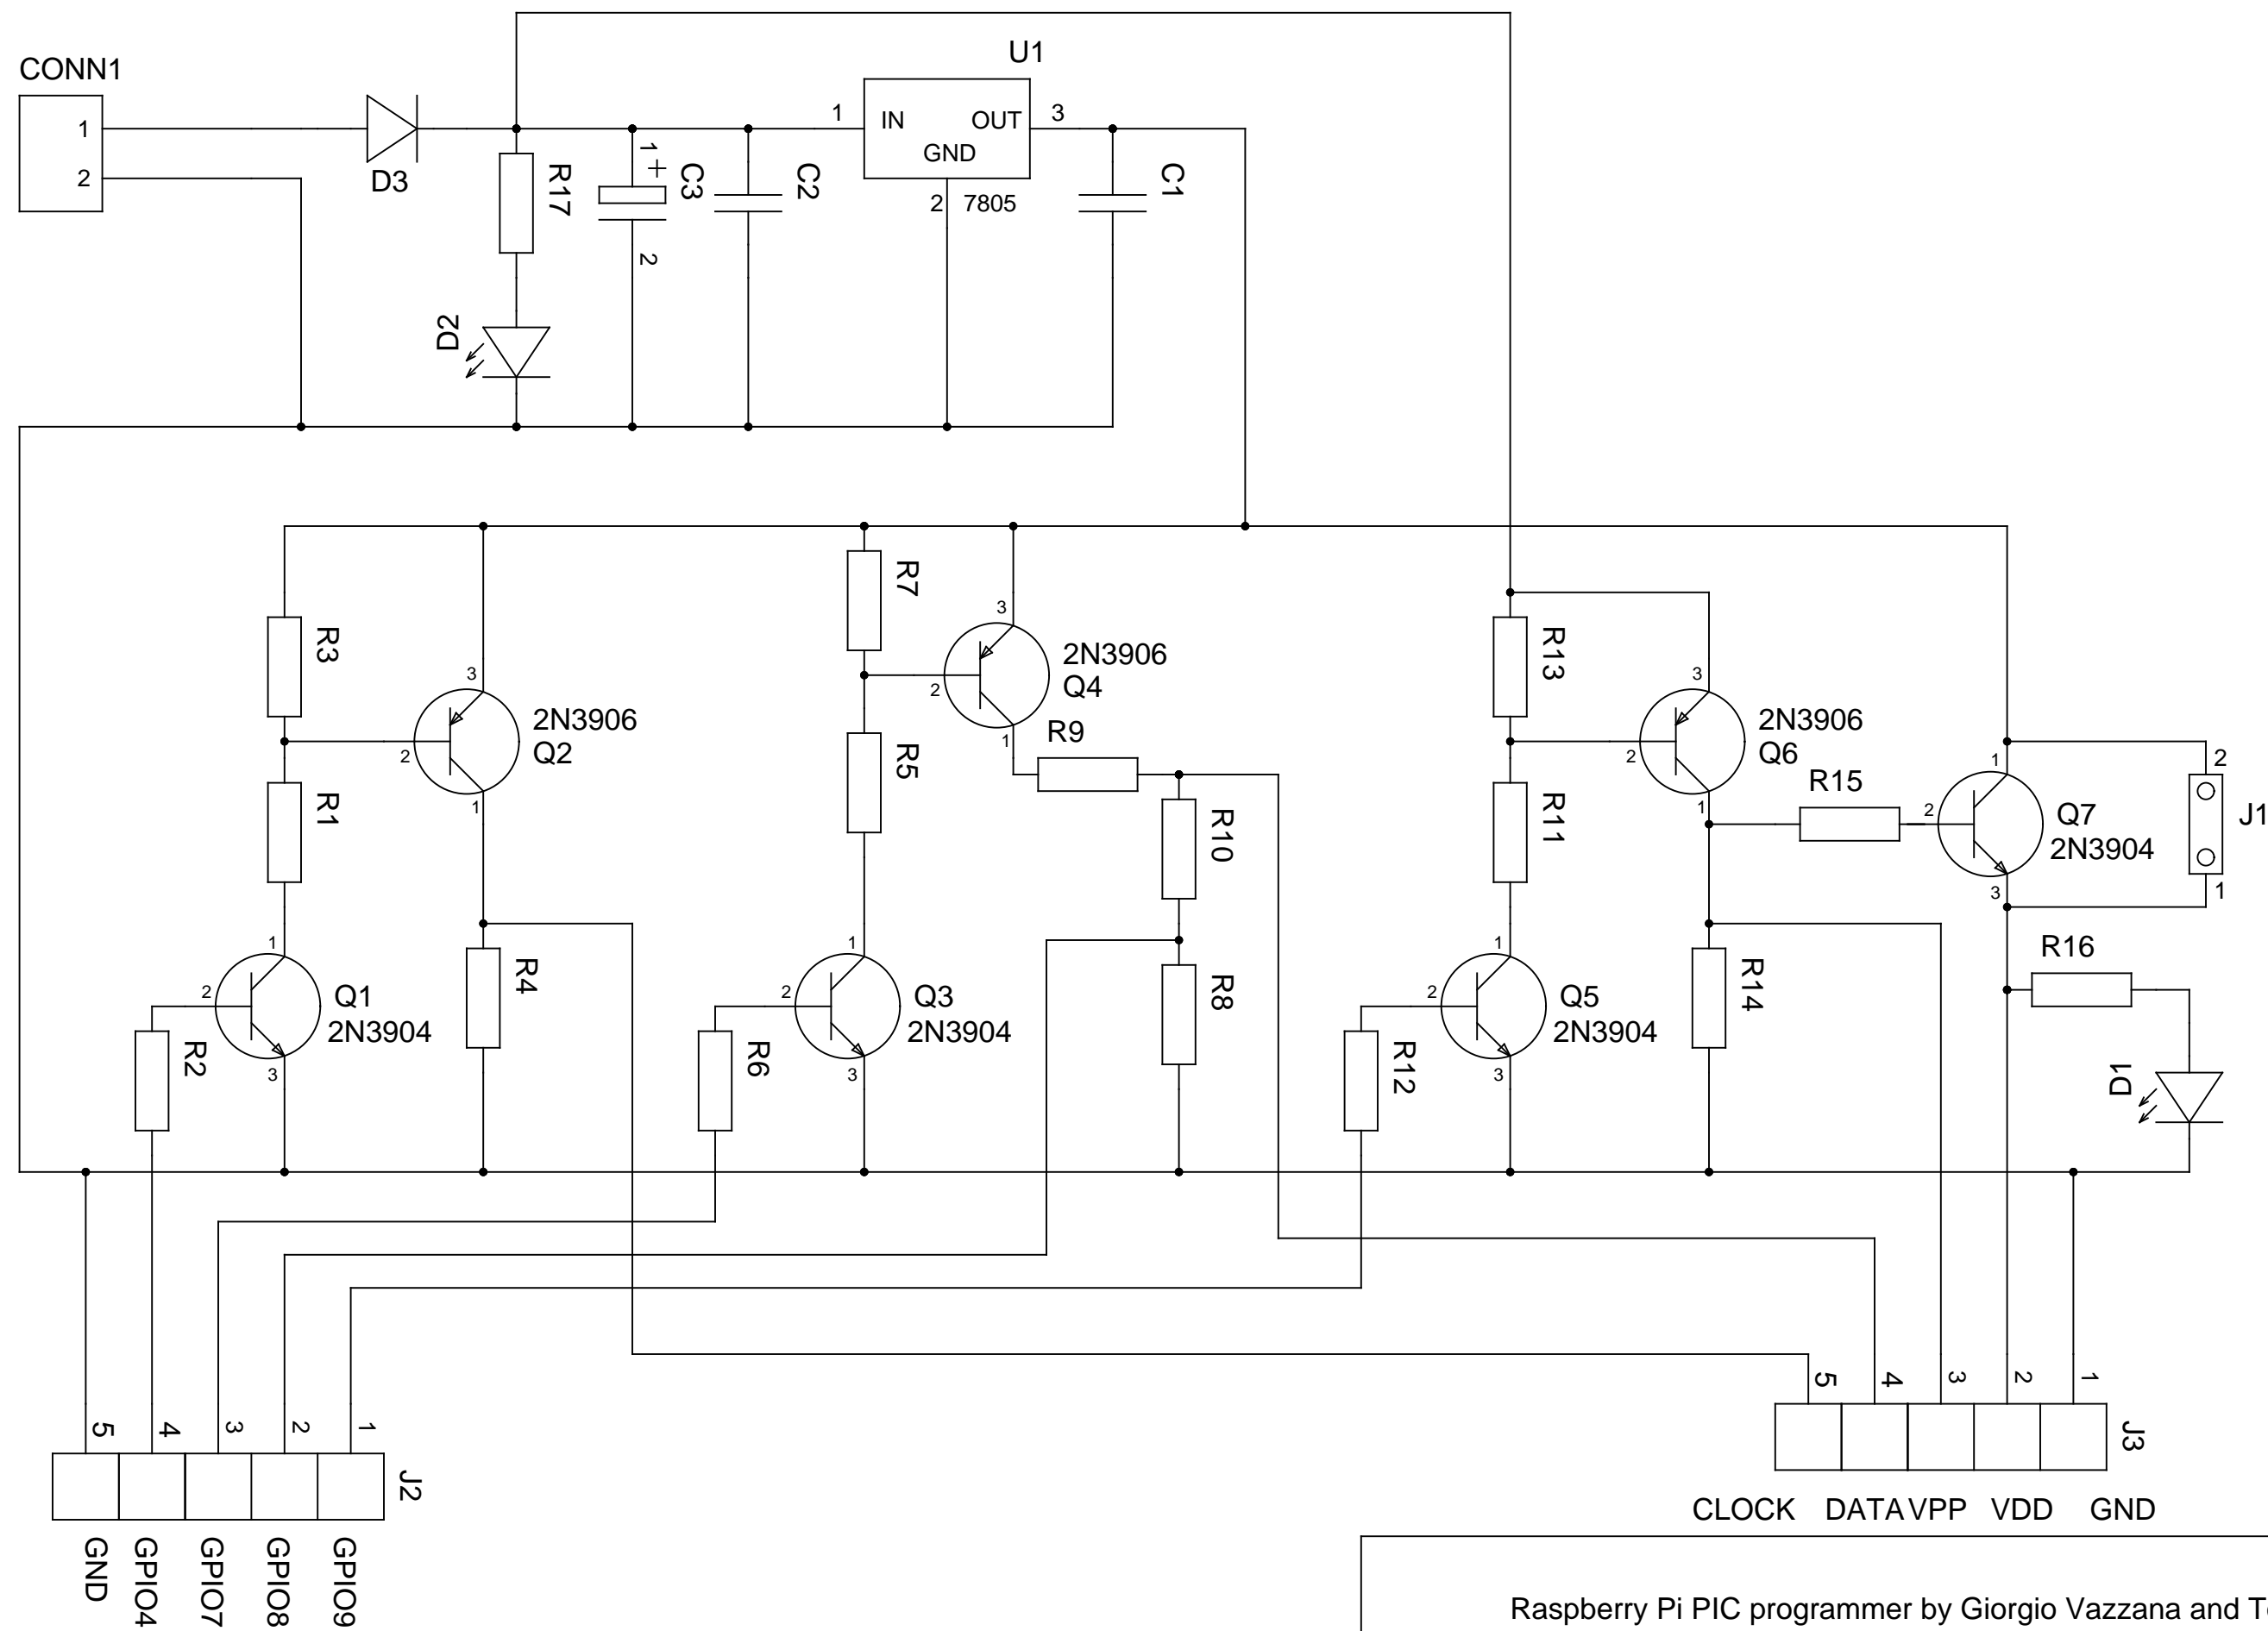 CONN1
1
2
D3
R17
D2
1
+
C3
2
C2
U1
1
IN
OUT
3
GND
2
7805
C1
R3
R1
3
2
1
2N3906
Q2
R7
R5
3
2
1
2N3906
Q4
R9
R10
R8
R13
R11
3
2
1
2N3906
Q6
R15
1
2
3
Q7
2N3904
2
1
J1
R16
D1
R2
1
2
3
Q1
2N3904
R4
R6
1
2
3
Q3
2N3904
R12
1
2
3
Q5
2N3904
R14
5
4
3
2
1
J3
CLOCK DATA VPP VDD GND
5
4
3
2
1
J2
GND
GPIO4
GPIO7
GPIO8
GPIO9
Raspberry Pi PIC programmer by Giorgio Vazzana and